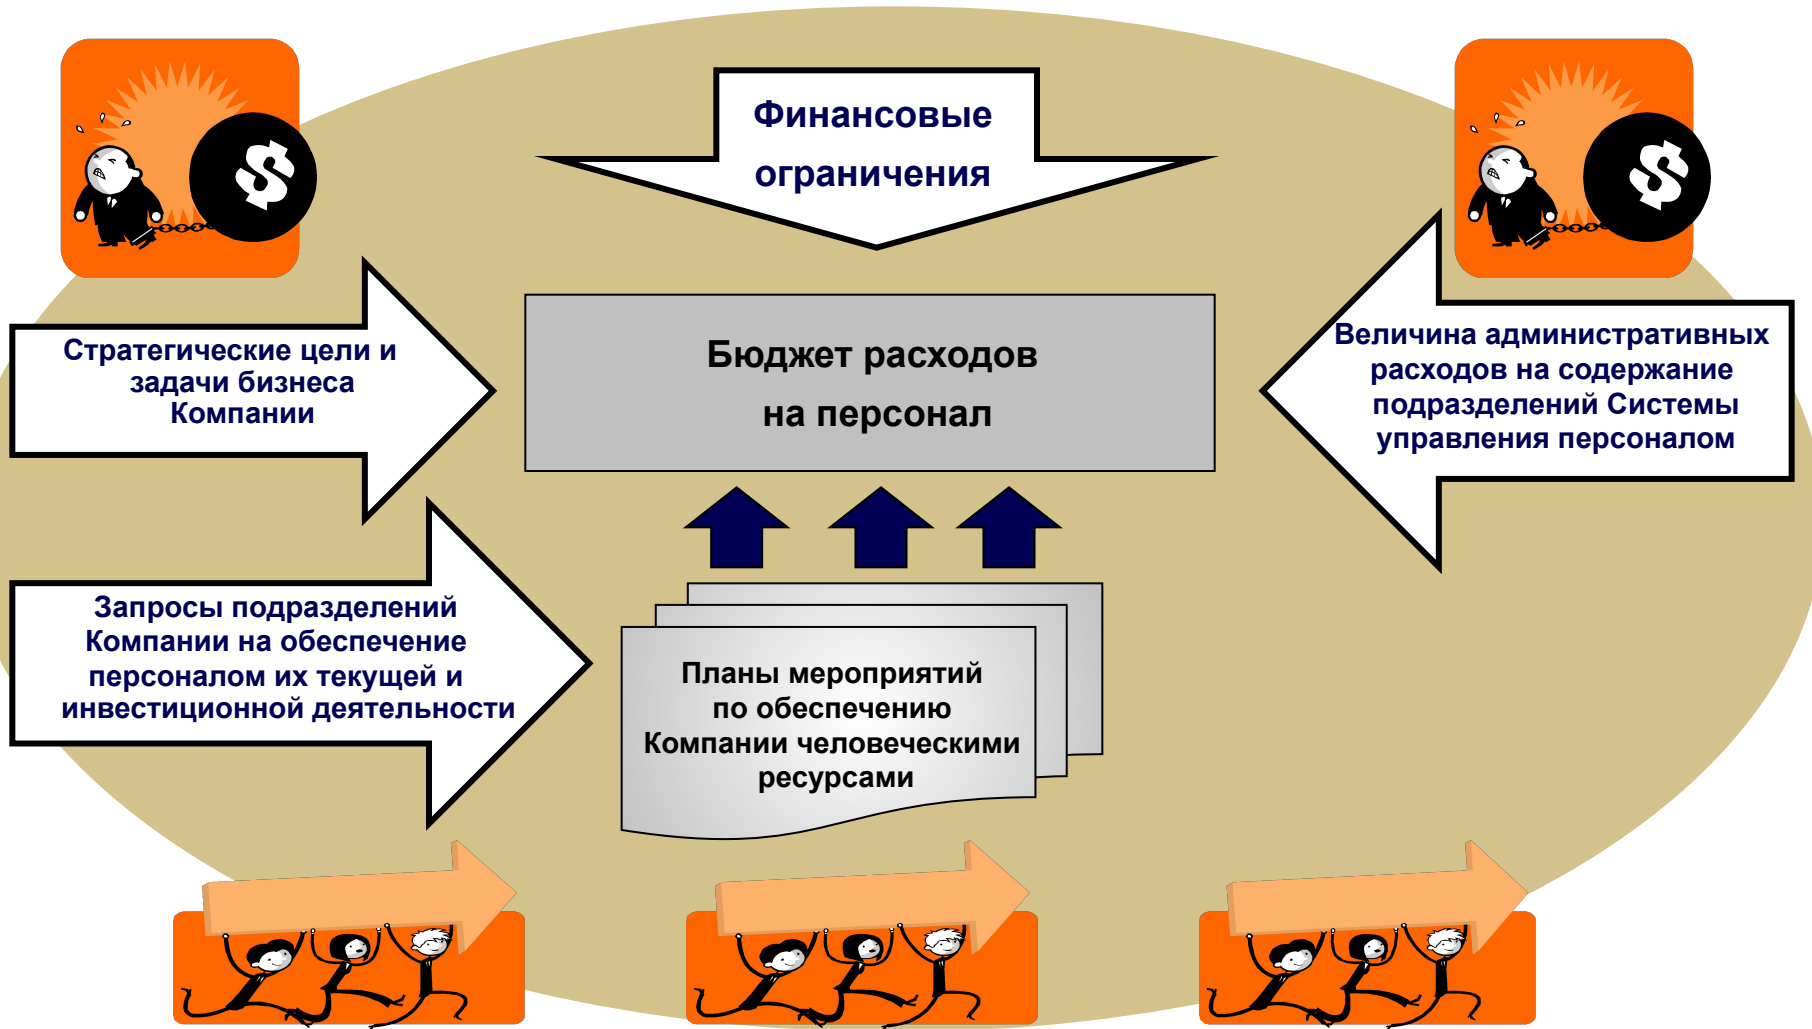 Финансовые
ограничения
Стратегические цели и
задачи бизнеса
Компании
Бюджет расходов
на персонал
Величина административных
расходов на содержание
подразделений Системы
управления персоналом
Запросы подразделений
Компании на обеспечение
персоналом их текущей и
инвестиционной деятельности
Планы мероприятий
по обеспечению
Компании человеческими
ресурсами
$
$